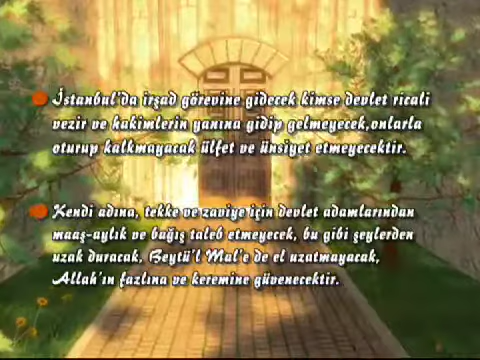 İstanbul'da irşad görevine gidecek kimse devlet ricali
vezir ve hakimlerin yanına gidip gelmeyecek,onlarla
oturup kalkmayacak ülfet ve ünsiyet etmeyecektir.
Kendi adına, tekke ve zaviye için devlet adamlarından
maaş-aylık ve bağış taleb etmeyecek, bu gibi şeylerden
uzak duracak, Beytü'l Mal'e de el uzatmayacak,
Allah'ın fazlına ve keremine güvenecektir.